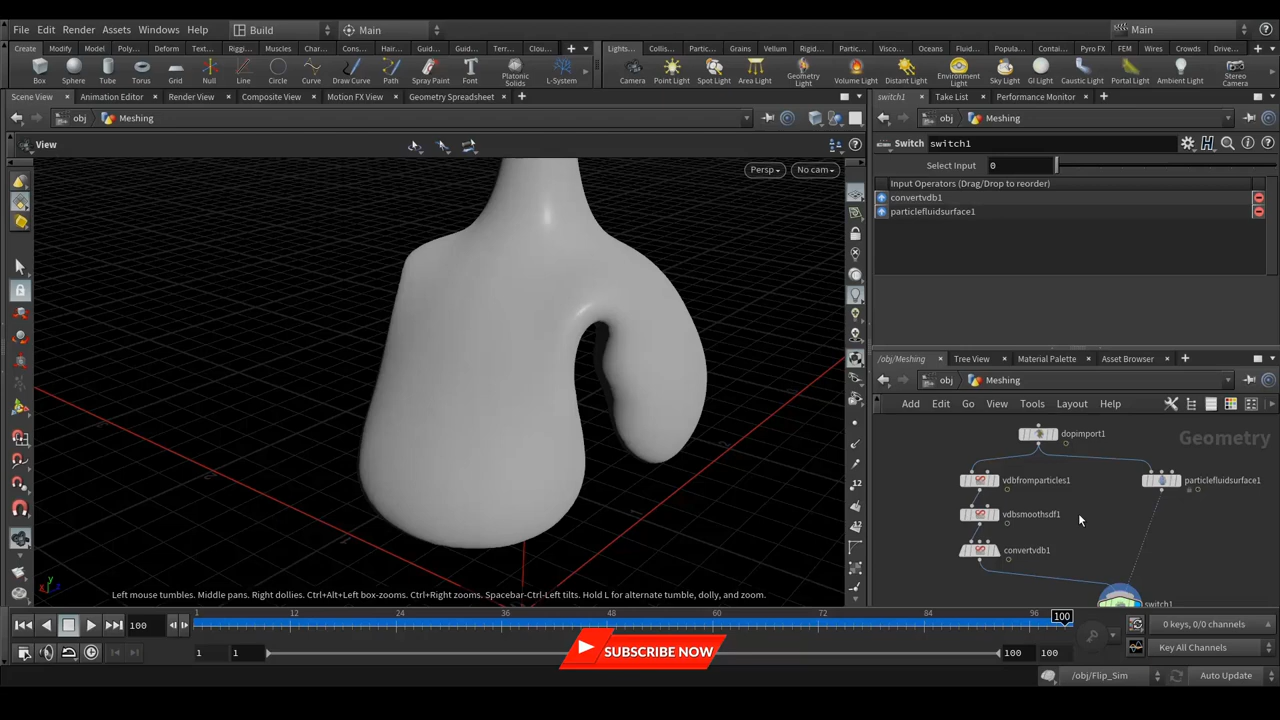 File Edit Render Assets Windows Help Build Main Main
Create Modify Model Poly... Deform Text... Riggi... Muscles Char... Cons... Hair... Guid... Guid... Terr... Clou...
Lights... Collis... Partic... Grains Vellum Rigid... Particle... Viscous... Oceans Fluid... Popula... Contai... Pyro FX FEM Wires Crowds Drive...
Box Sphere Tube Torus Grid Null Line Circle Curve Draw Curve Path Spray Paint Font Platonic Solids L-System
Camera Point Light Spot Light Area Light Geometry Light Volume Light Distant Light Environment Light Sky Light GI Light Caustic Light Portal Light Ambient Light Stereo Camera
Scene View Animation Editor Render View Composite View Motion FX View Geometry Spreadsheet
switch1 Take List Performance Monitor
obj Meshing
obj Meshing
View
Switch switch1
Select Input 0
Persp No cam
Input Operators (Drag/Drop to reorder)
convertvdb1
particlefluidsurface1
/obj/Meshing Tree View Material Palette Asset Browser
obj Meshing
Add Edit Go View Tools Layout Help
Geometry
dopimport1
vdbfromparticles1
particlefluidsurface1
vdbsmoothsdf1
convertvdb1
switch1
Left mouse tumbles. Middle pans. Right dollies. Ctrl+Alt+Left box-zooms. Ctrl+Right zooms. Spacebar-Ctrl-Left tilts. Hold L for alternate tumble, dolly, and zoom.
100
1 12 24 36 48 60 72 84 96 100
0 keys, 0/0 channels
1 1 100 100
SUBSCRIBE NOW
Key All Channels
/obj/Flip_Sim Auto Update